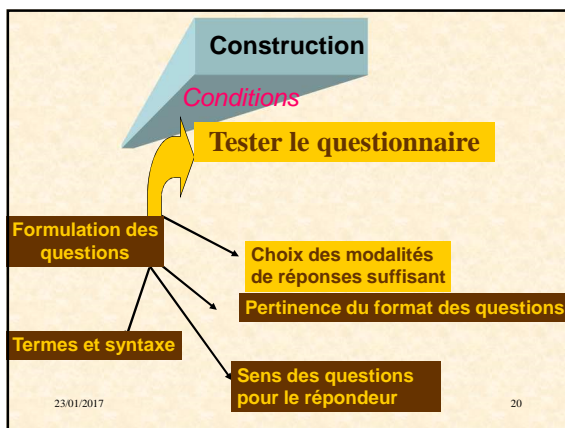 Construction
Conditions
Tester le questionnaire
Formulation des
questions
Choix des modalités
de réponses suffisant
Pertinence du format des questions
Termes et syntaxe
Sens des questions
pour le répondeur
23/01/2017
20